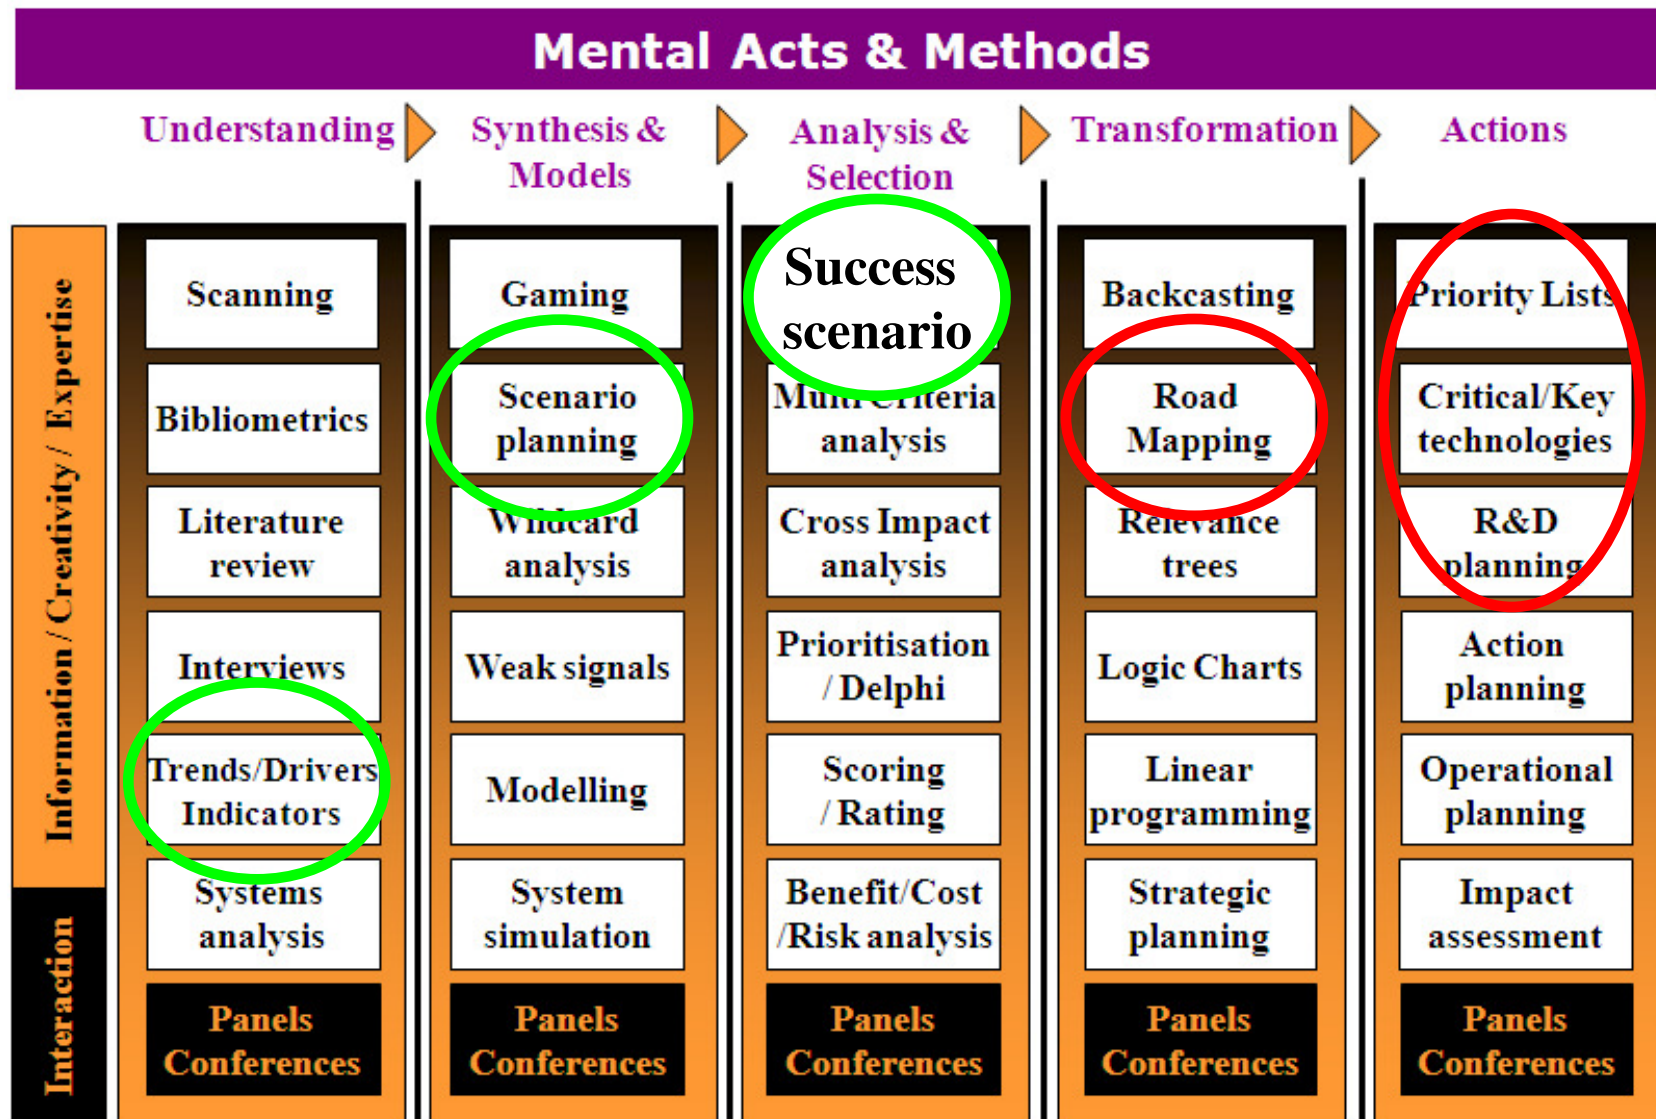 Mental Acts & Methods
Understanding
Synthesis &
Models
Analysis &
Selection
Transformation
Actions
Information / Creativity / Expertise
Interaction
Scanning
Bibliometrics
Literature
review
Interviews
Trends/Drivers
Indicators
Systems
analysis
Panels
Conferences
Gaming
Scenario
planning
Wildcard
analysis
Weak signals
Modelling
System
simulation
Panels
Conferences
Success
scenario
Multi Criteria
analysis
Cross Impact
analysis
Prioritisation
/ Delphi
Scoring
/ Rating
Benefit/Cost
/Risk analysis
Panels
Conferences
Backcasting
Road
Mapping
Relevance
trees
Logic Charts
Linear
programming
Strategic
planning
Panels
Conferences
Priority Lists
Critical/Key
technologies
R&D
planning
Action
planning
Operational
planning
Impact
assessment
Panels
Conferences